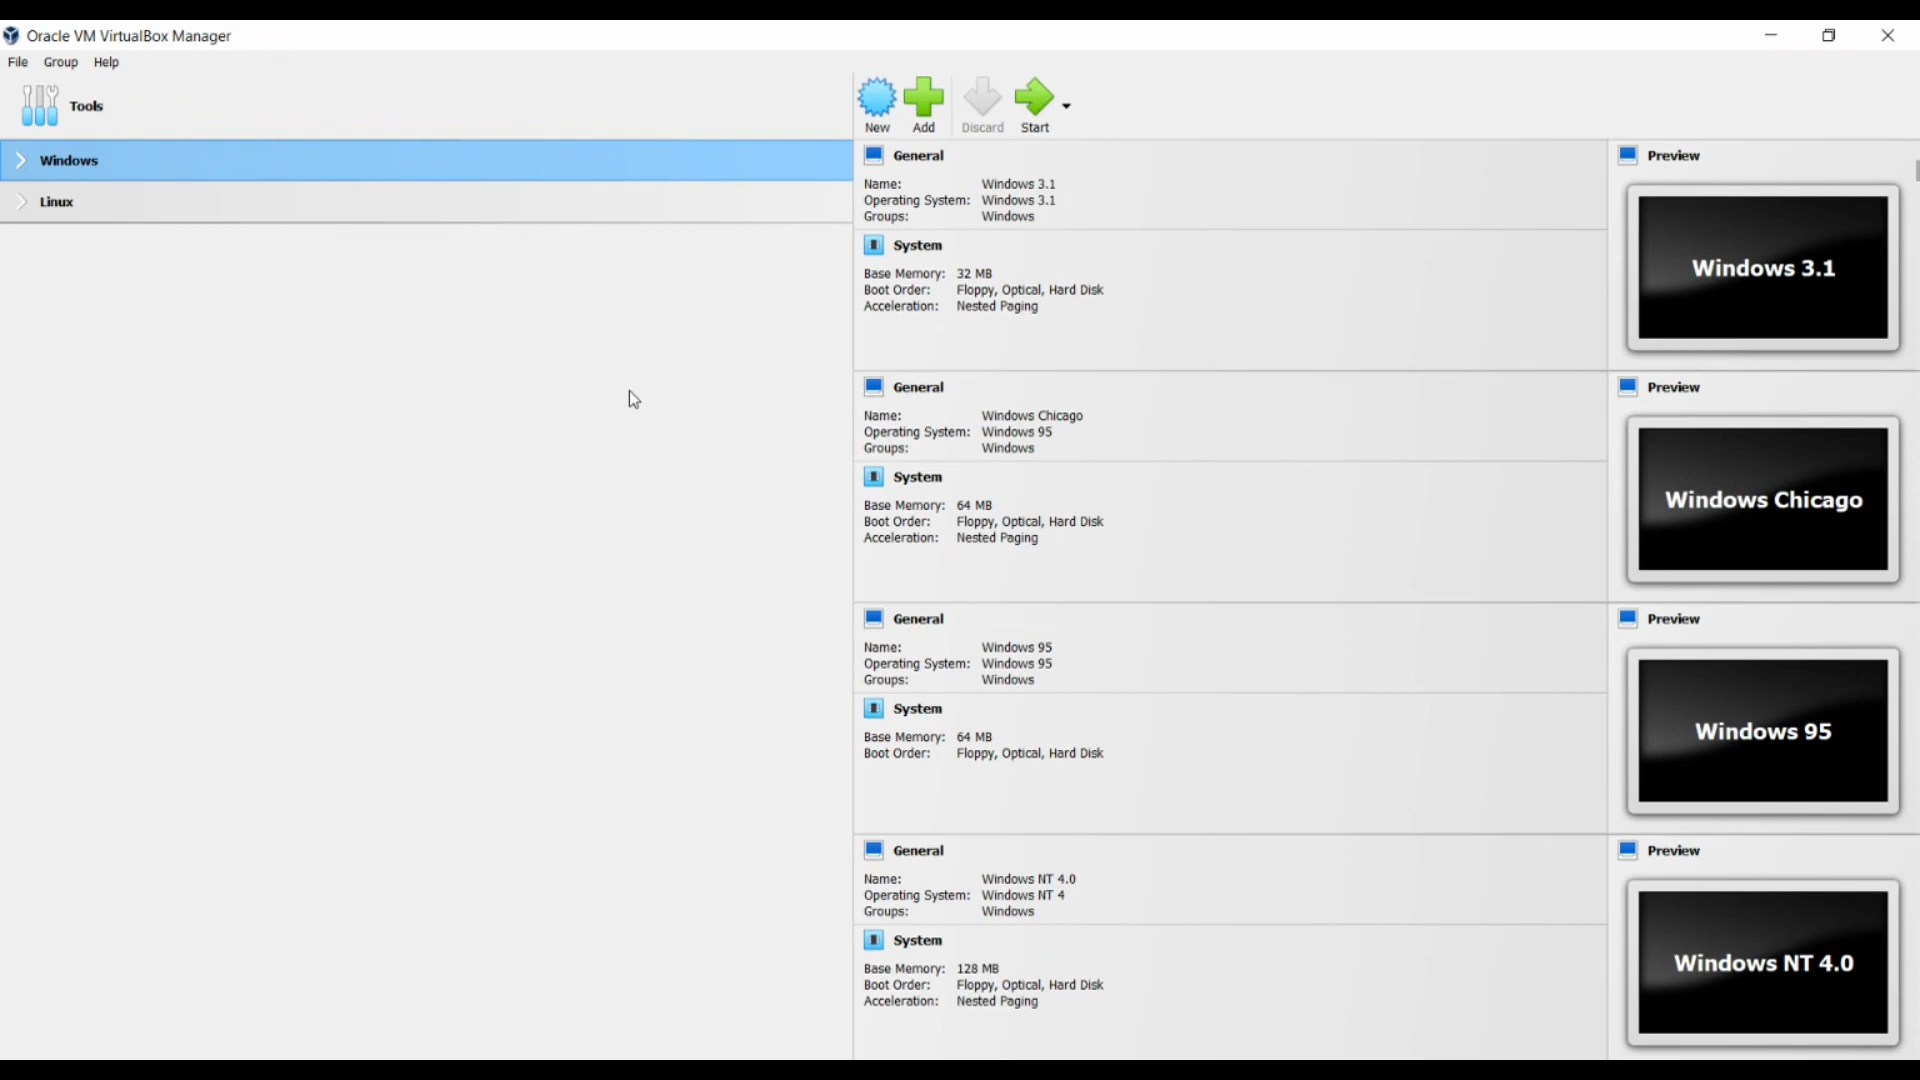 Oracle VM VirtualBox Manager
File Group Help
Tools
New Add Discard Start
Windows
Linux
General
Name: Windows 3.1
Operating System: Windows 3.1
Groups: Windows
System
Base Memory: 32 MB
Boot Order: Floppy, Optical, Hard Disk
Acceleration: Nested Paging
Preview
Windows 3.1
General
Name: Windows Chicago
Operating System: Windows 95
Groups: Windows
System
Base Memory: 64 MB
Boot Order: Floppy, Optical, Hard Disk
Acceleration: Nested Paging
Preview
Windows Chicago
General
Name: Windows 95
Operating System: Windows 95
Groups: Windows
System
Base Memory: 64 MB
Boot Order: Floppy, Optical, Hard Disk
Preview
Windows 95
General
Name: Windows NT 4.0
Operating System: Windows NT 4
Groups: Windows
System
Base Memory: 128 MB
Boot Order: Floppy, Optical, Hard Disk
Acceleration: Nested Paging
Preview
Windows NT 4.0